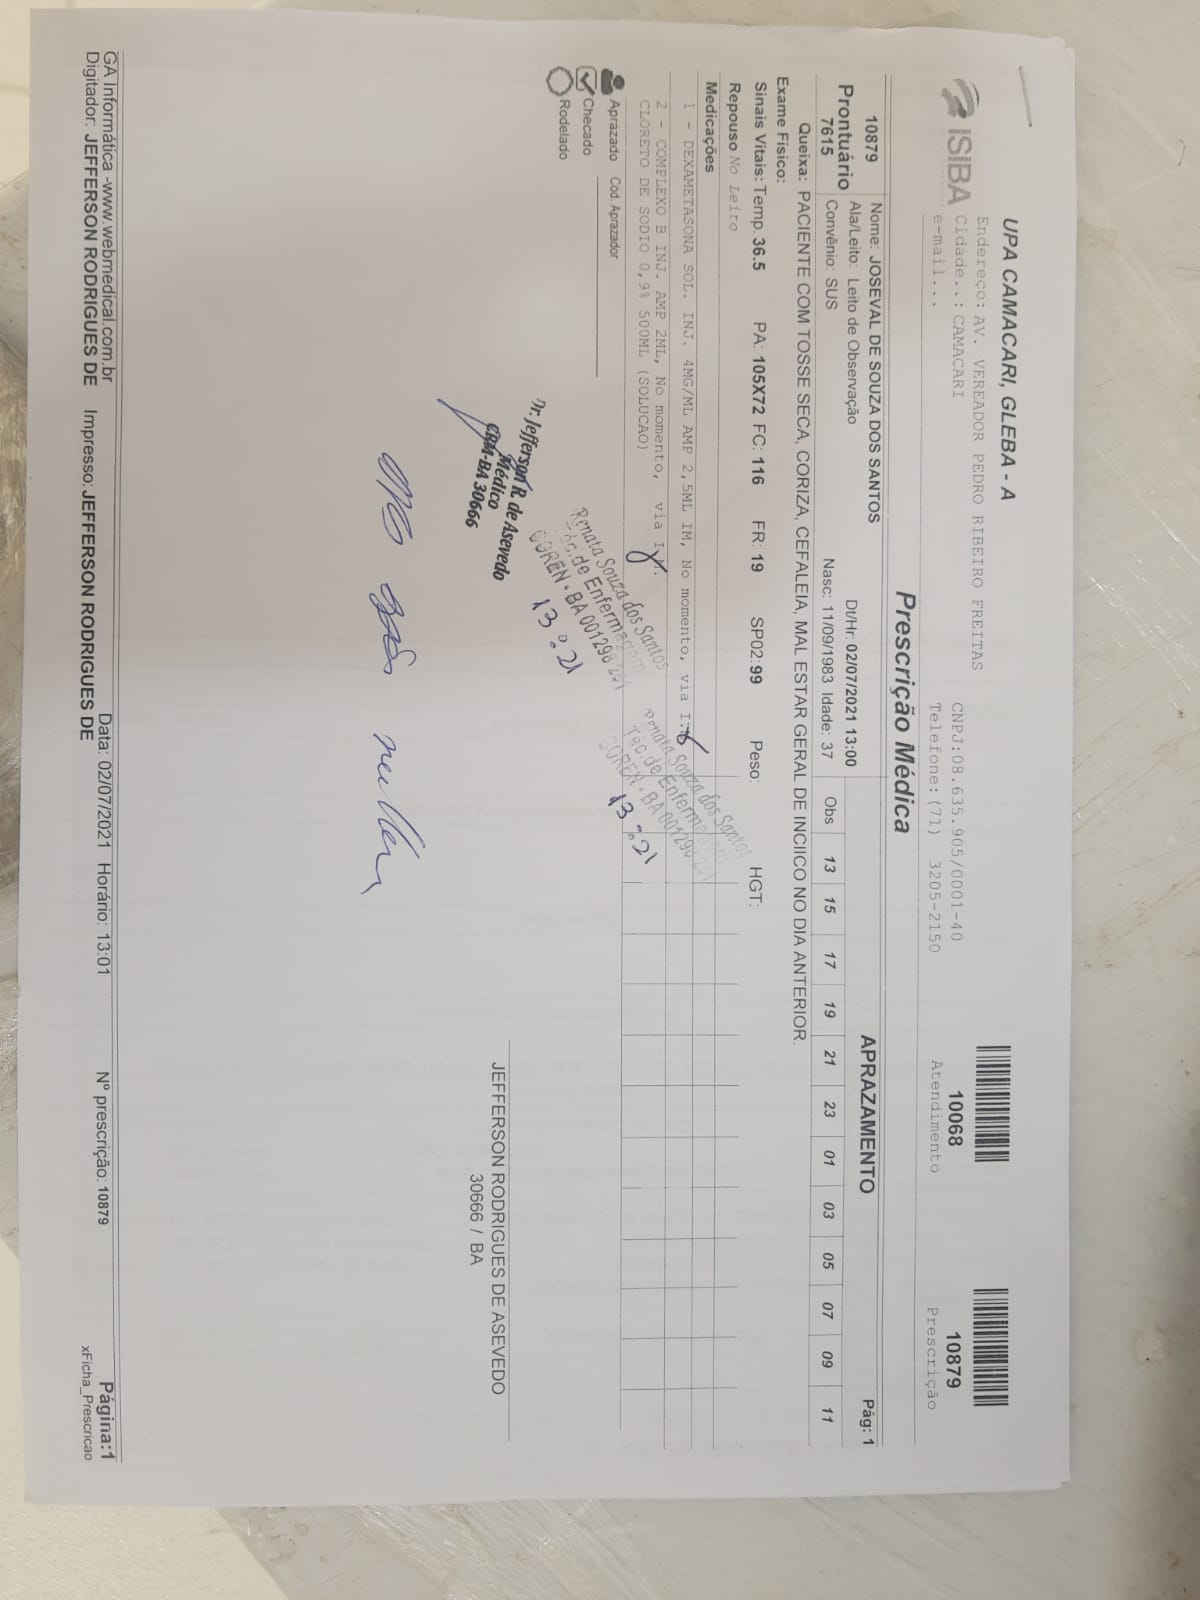 UPA CAMACARI, GLEBA - A
ISIBA
Endereço: AV. VEREADOR PEDRO RIBEIRO FREITAS
CNPJ:08.635.905/0001-40
Cidade..: CAMACARI
Telefone:(71) 3205-2150
e-mail...
10068
Atendimento
10879
Prescrição
Prescrição Médica
10879
Nome: JOSEVAL DE SOUZA DOS SANTOS
APRAZAMENTO
Pág: 1
Prontuário
Ala/Leito: Leito de Observação
Dt/Hr: 02/07/2021 13:00
7615
Convênio: SUS
Nasc: 11/09/1983 Idade: 37
Obs 13 15 17 19 21 23 01 03 05 07 09 11
Queixa: PACIENTE COM TOSSE SECA, CORIZA, CEFALEIA, MAL ESTAR GERAL DE INCIICO NO DIA ANTERIOR.
Exame Físico:
Sinais Vitais: Temp. 36.5 PA: 105X72 FC: 116 FR: 19 SP02:99 Peso: HGT:
Repouso No Leito
Medicações
1 - DEXAMETASONA SOL. INJ. 4MG/ML AMP 2,5ML IM, No momento, via
2 - COMPLEXO B INJ. AMP 2ML, No momento, via
CLORETO DE SODIO 0,9% 500ML (SOLUCAO)
Renata Souza dos Santos
Téc. de Enfermagem
COREN - BA 001298
13:21
Renata Souza dos Santos
Téc. de Enfermagem
COREN - BA 001298
13:21
Aprazado Cód. Aprazador
Checado
Rodelado
Dr. Jefferson R. de Asevedo
Médico
CRM-BA 30666
JEFFERSON RODRIGUES DE ASEVEDO
30666 / BA
GA Informática -www.webmedical.com.br
Data: 02/07/2021 Horário: 13:01
Nº prescrição: 10879
Página:1
Digitador: JEFFERSON RODRIGUES DE
Impresso: JEFFERSON RODRIGUES DE
xFicha_Prescricao